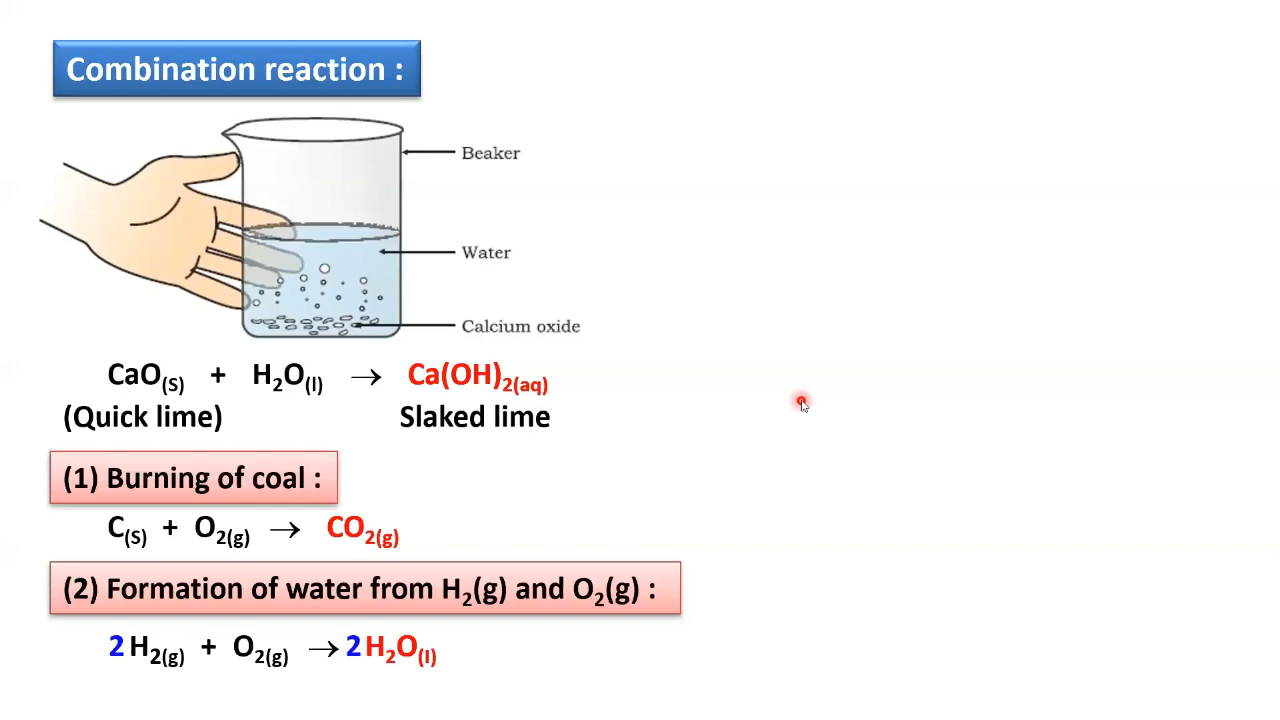 Combination reaction :
Beaker
Water
Calcium oxide
CaO(S) + H₂O(l) → Ca(OH)₂(aq)
(Quick lime) Slaked lime
(1) Burning of coal :
C(S) + O₂(g) → CO₂(g)
(2) Formation of water from H₂(g) and O₂(g) :
2H₂(g) + O₂(g) → 2H₂O(l)